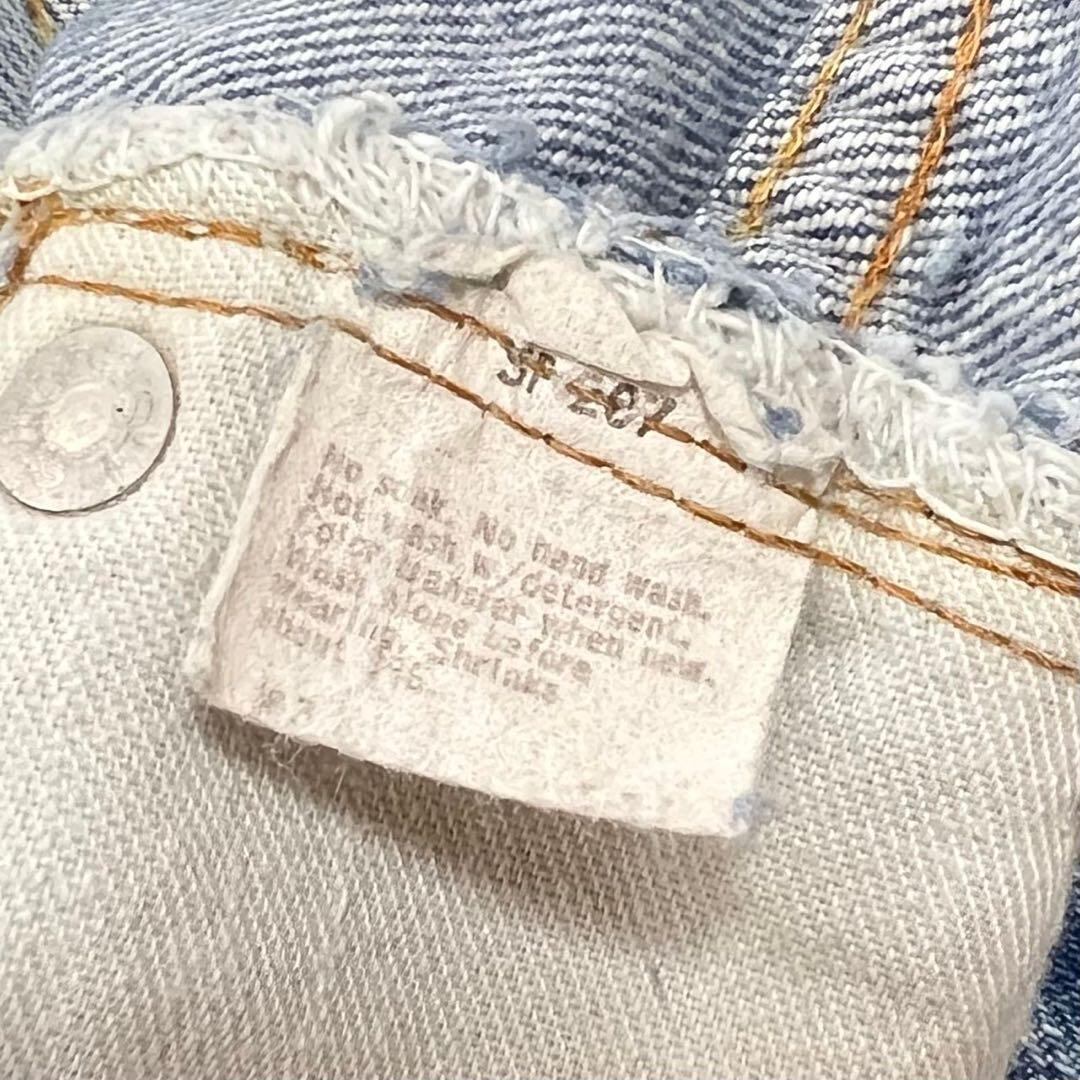 SF 207
No soak. No hand wash.
Hot wash w/detergent.
Color Transfer when new.
Wash Alone Before
Wearing. Shrinks
about